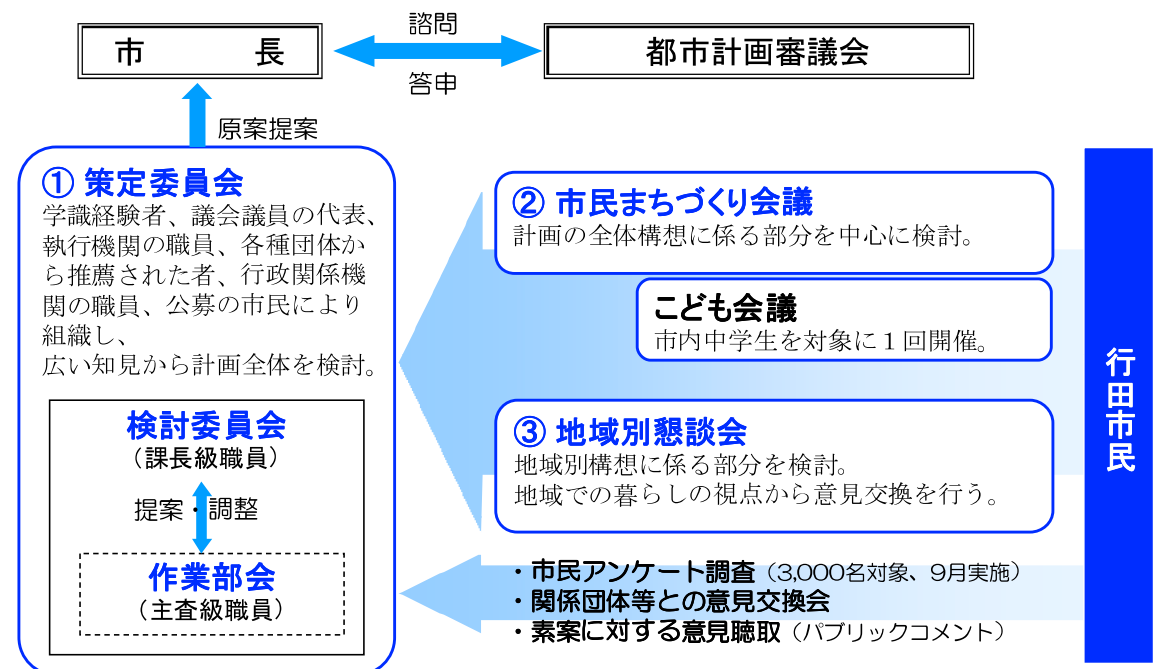 市　　　長
諮問
答申
都市計画審議会
原案提案
① 策定委員会
学識経験者、議会議員の代表、
執行機関の職員、各種団体か
ら推薦された者、行政関係機
関の職員、公募の市民により
組織し、
広い知見から計画全体を検討。
検討委員会
（課長級職員）
提案・調整
作業部会
（主査級職員）
② 市民まちづくり会議
計画の全体構想に係る部分を中心に検討。
こども会議
市内中学生を対象に１回開催。
③ 地域別懇談会
地域別構想に係る部分を検討。
地域での暮らしの視点から意見交換を行う。
・市民アンケート調査（3,000名対象、9月実施）
・関係団体等との意見交換会
・素案に対する意見聴取（パブリックコメント）
行田市民